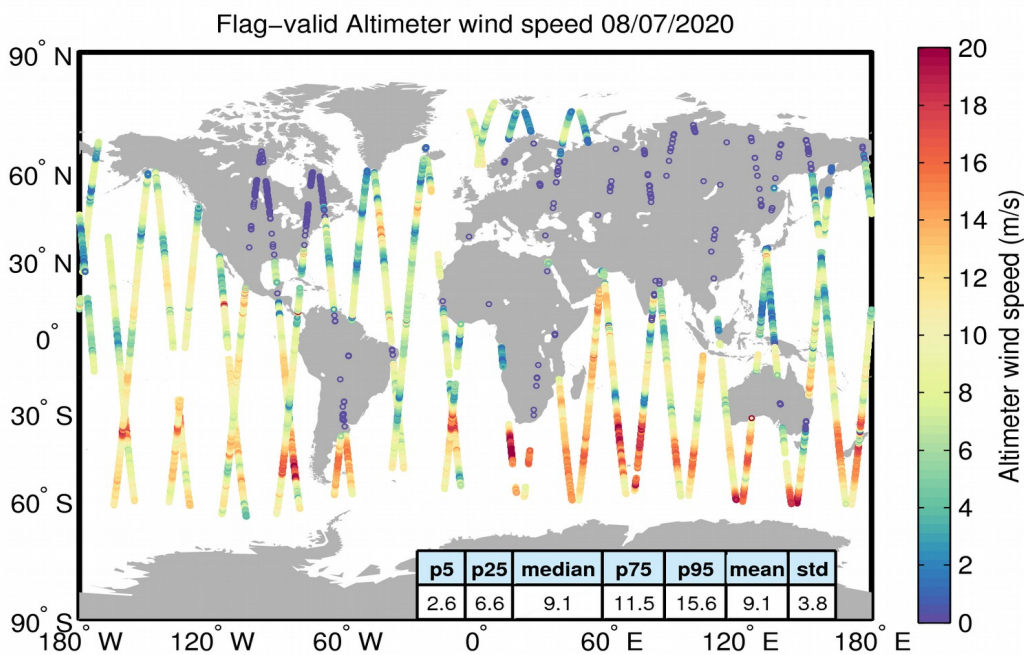 Flag−valid Altimeter wind speed 08/07/2020
90° N
60° N
30° N
0°
30° S
60° S
90° S
180° W
120° W
60° W
0°
60° E
120° E
180° E
p5 p25 median p75 p95 mean std
2.6 6.6 9.1 11.5 15.6 9.1 3.8
20
18
16
14
12
10
8
6
4
2
0
Altimeter wind speed (m/s)